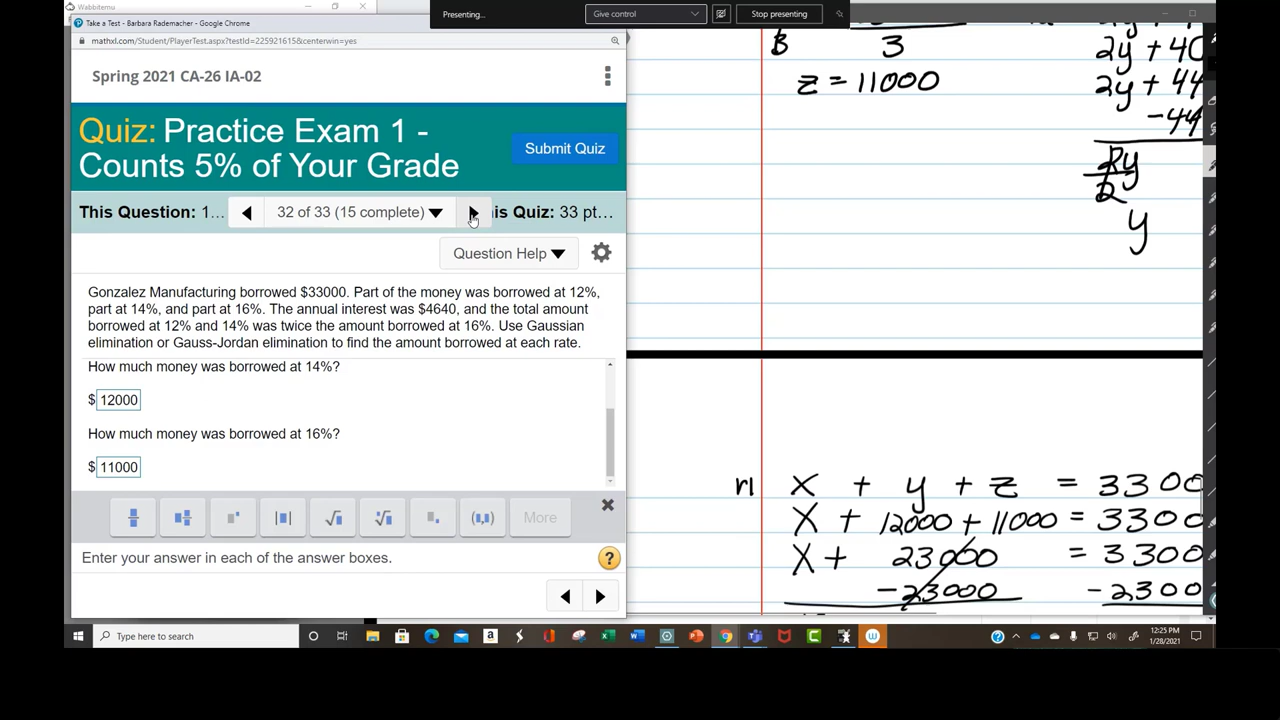 Wabbitemu
Presenting...
Give control
Stop presenting
Take a Test - Barbara Rademacher - Google Chrome
mathxl.com/Student/PlayerTest.aspx?testId=225921615&centerwin=yes
Spring 2021 CA-26 IA-02
Quiz: Practice Exam 1 -
Counts 5% of Your Grade
Submit Quiz
This Question: 1...
32 of 33 (15 complete)
is Quiz: 33 pt...
Question Help
Gonzalez Manufacturing borrowed $33000. Part of the money was borrowed at 12%,
part at 14%, and part at 16%. The annual interest was $4640, and the total amount
borrowed at 12% and 14% was twice the amount borrowed at 16%. Use Gaussian
elimination or Gauss-Jordan elimination to find the amount borrowed at each rate.
How much money was borrowed at 14%?
$ 12000
How much money was borrowed at 16%?
$ 11000
More
Enter your answer in each of the answer boxes.
?
3
z = 11000
2y + 40
2y + 44
-44
2y
2
y
r1 x + y + z = 3300
x + 12000 + 11000 = 3300
x + 23000 = 3300
-23000 -2300
Type here to search
12:25 PM
1/28/2021